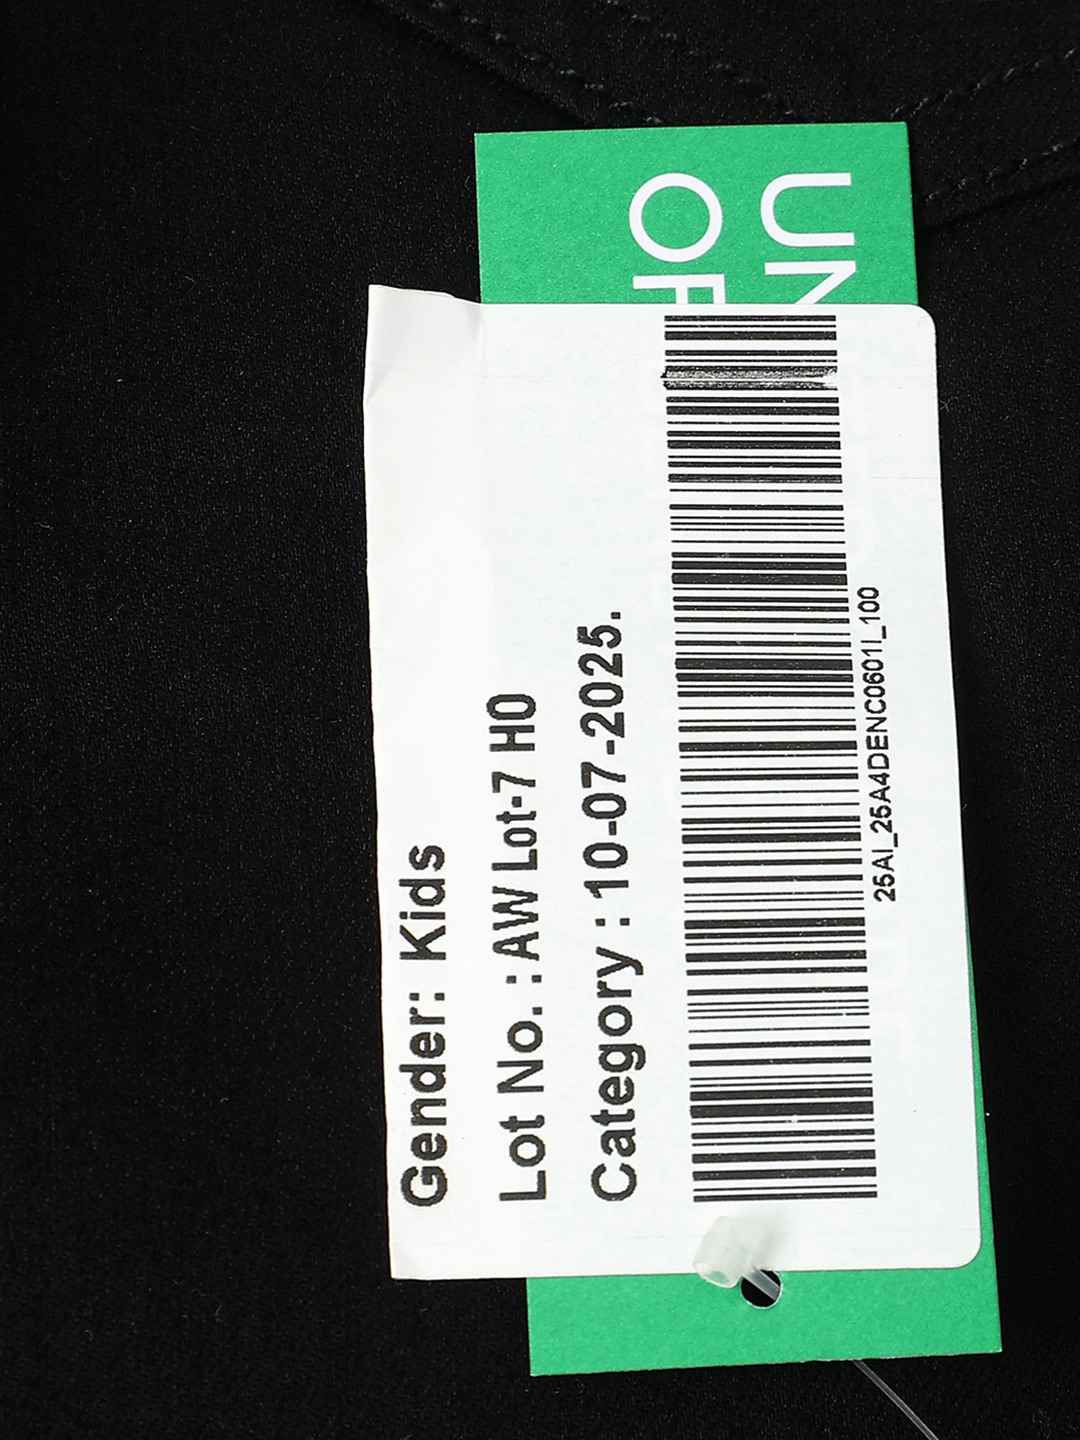 UN
OF
Gender: Kids
Lot No. : AW Lot-7 H0
Category : 10-07-2025.
25AI_25A4DENC0601I_100